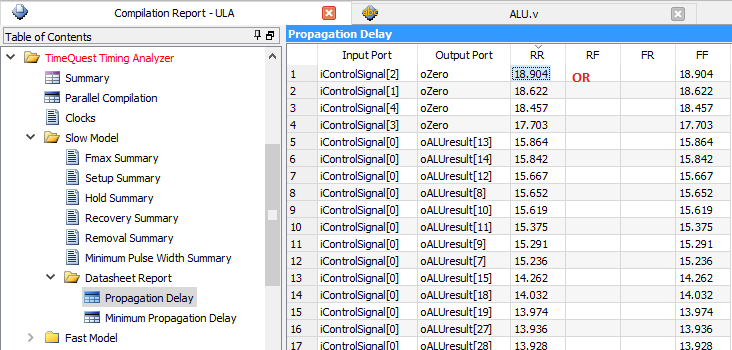 Compilation Report - ULA
ALU.v
Table of Contents
Propagation Delay
TimeQuest Timing Analyzer
Summary
Parallel Compilation
Clocks
Slow Model
Fmax Summary
Setup Summary
Hold Summary
Recovery Summary
Removal Summary
Minimum Pulse Width Summary
Datasheet Report
Propagation Delay
Minimum Propagation Delay
Fast Model
Input Port Output Port RR RF FR FF
1 iControlSignal[2] oZero 18.904 OR 18.904
2 iControlSignal[1] oZero 18.622 18.622
3 iControlSignal[4] oZero 18.457 18.457
4 iControlSignal[3] oZero 17.703 17.703
5 iControlSignal[0] oALUresult[13] 15.864 15.864
6 iControlSignal[0] oALUresult[14] 15.842 15.842
7 iControlSignal[0] oALUresult[12] 15.667 15.667
8 iControlSignal[0] oALUresult[8] 15.652 15.652
9 iControlSignal[0] oALUresult[10] 15.619 15.619
10 iControlSignal[0] oALUresult[11] 15.375 15.375
11 iControlSignal[0] oALUresult[9] 15.291 15.291
12 iControlSignal[0] oALUresult[7] 15.236 15.236
13 iControlSignal[0] oALUresult[15] 14.262 14.262
14 iControlSignal[0] oALUresult[18] 14.032 14.032
15 iControlSignal[0] oALUresult[19] 13.974 13.974
16 iControlSignal[0] oALUresult[27] 13.936 13.936
17 iControlSignal[0] oALUresult[28] 13.928 13.928